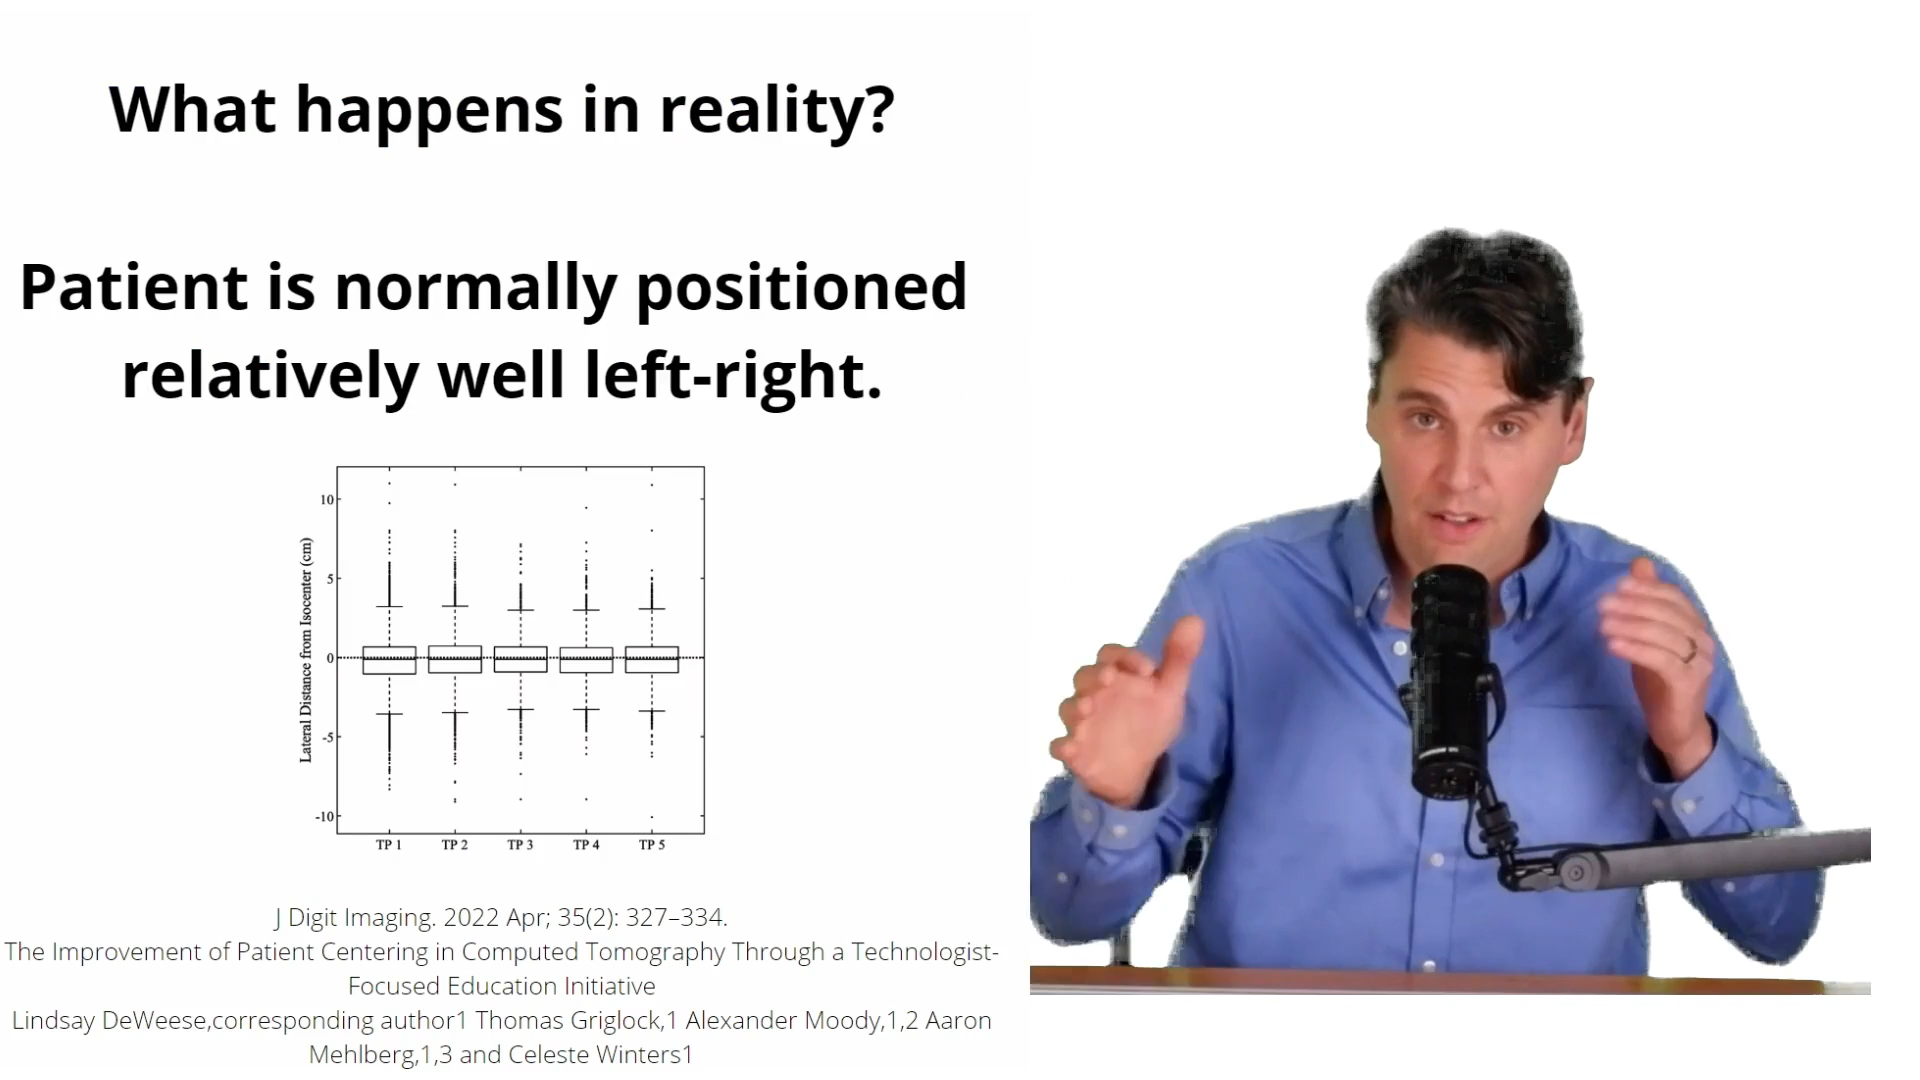 What happens in reality?
Patient is normally positioned
relatively well left-right.
10
5
0
-5
-10
Lateral Distance from Isocenter (cm)
TP 1 TP 2 TP 3 TP 4 TP 5
J Digit Imaging. 2022 Apr; 35(2): 327–334.
The Improvement of Patient Centering in Computed Tomography Through a Technologist-
Focused Education Initiative
Lindsay DeWeese,corresponding author1 Thomas Griglock,1 Alexander Moody,1,2 Aaron
Mehlberg,1,3 and Celeste Winters1